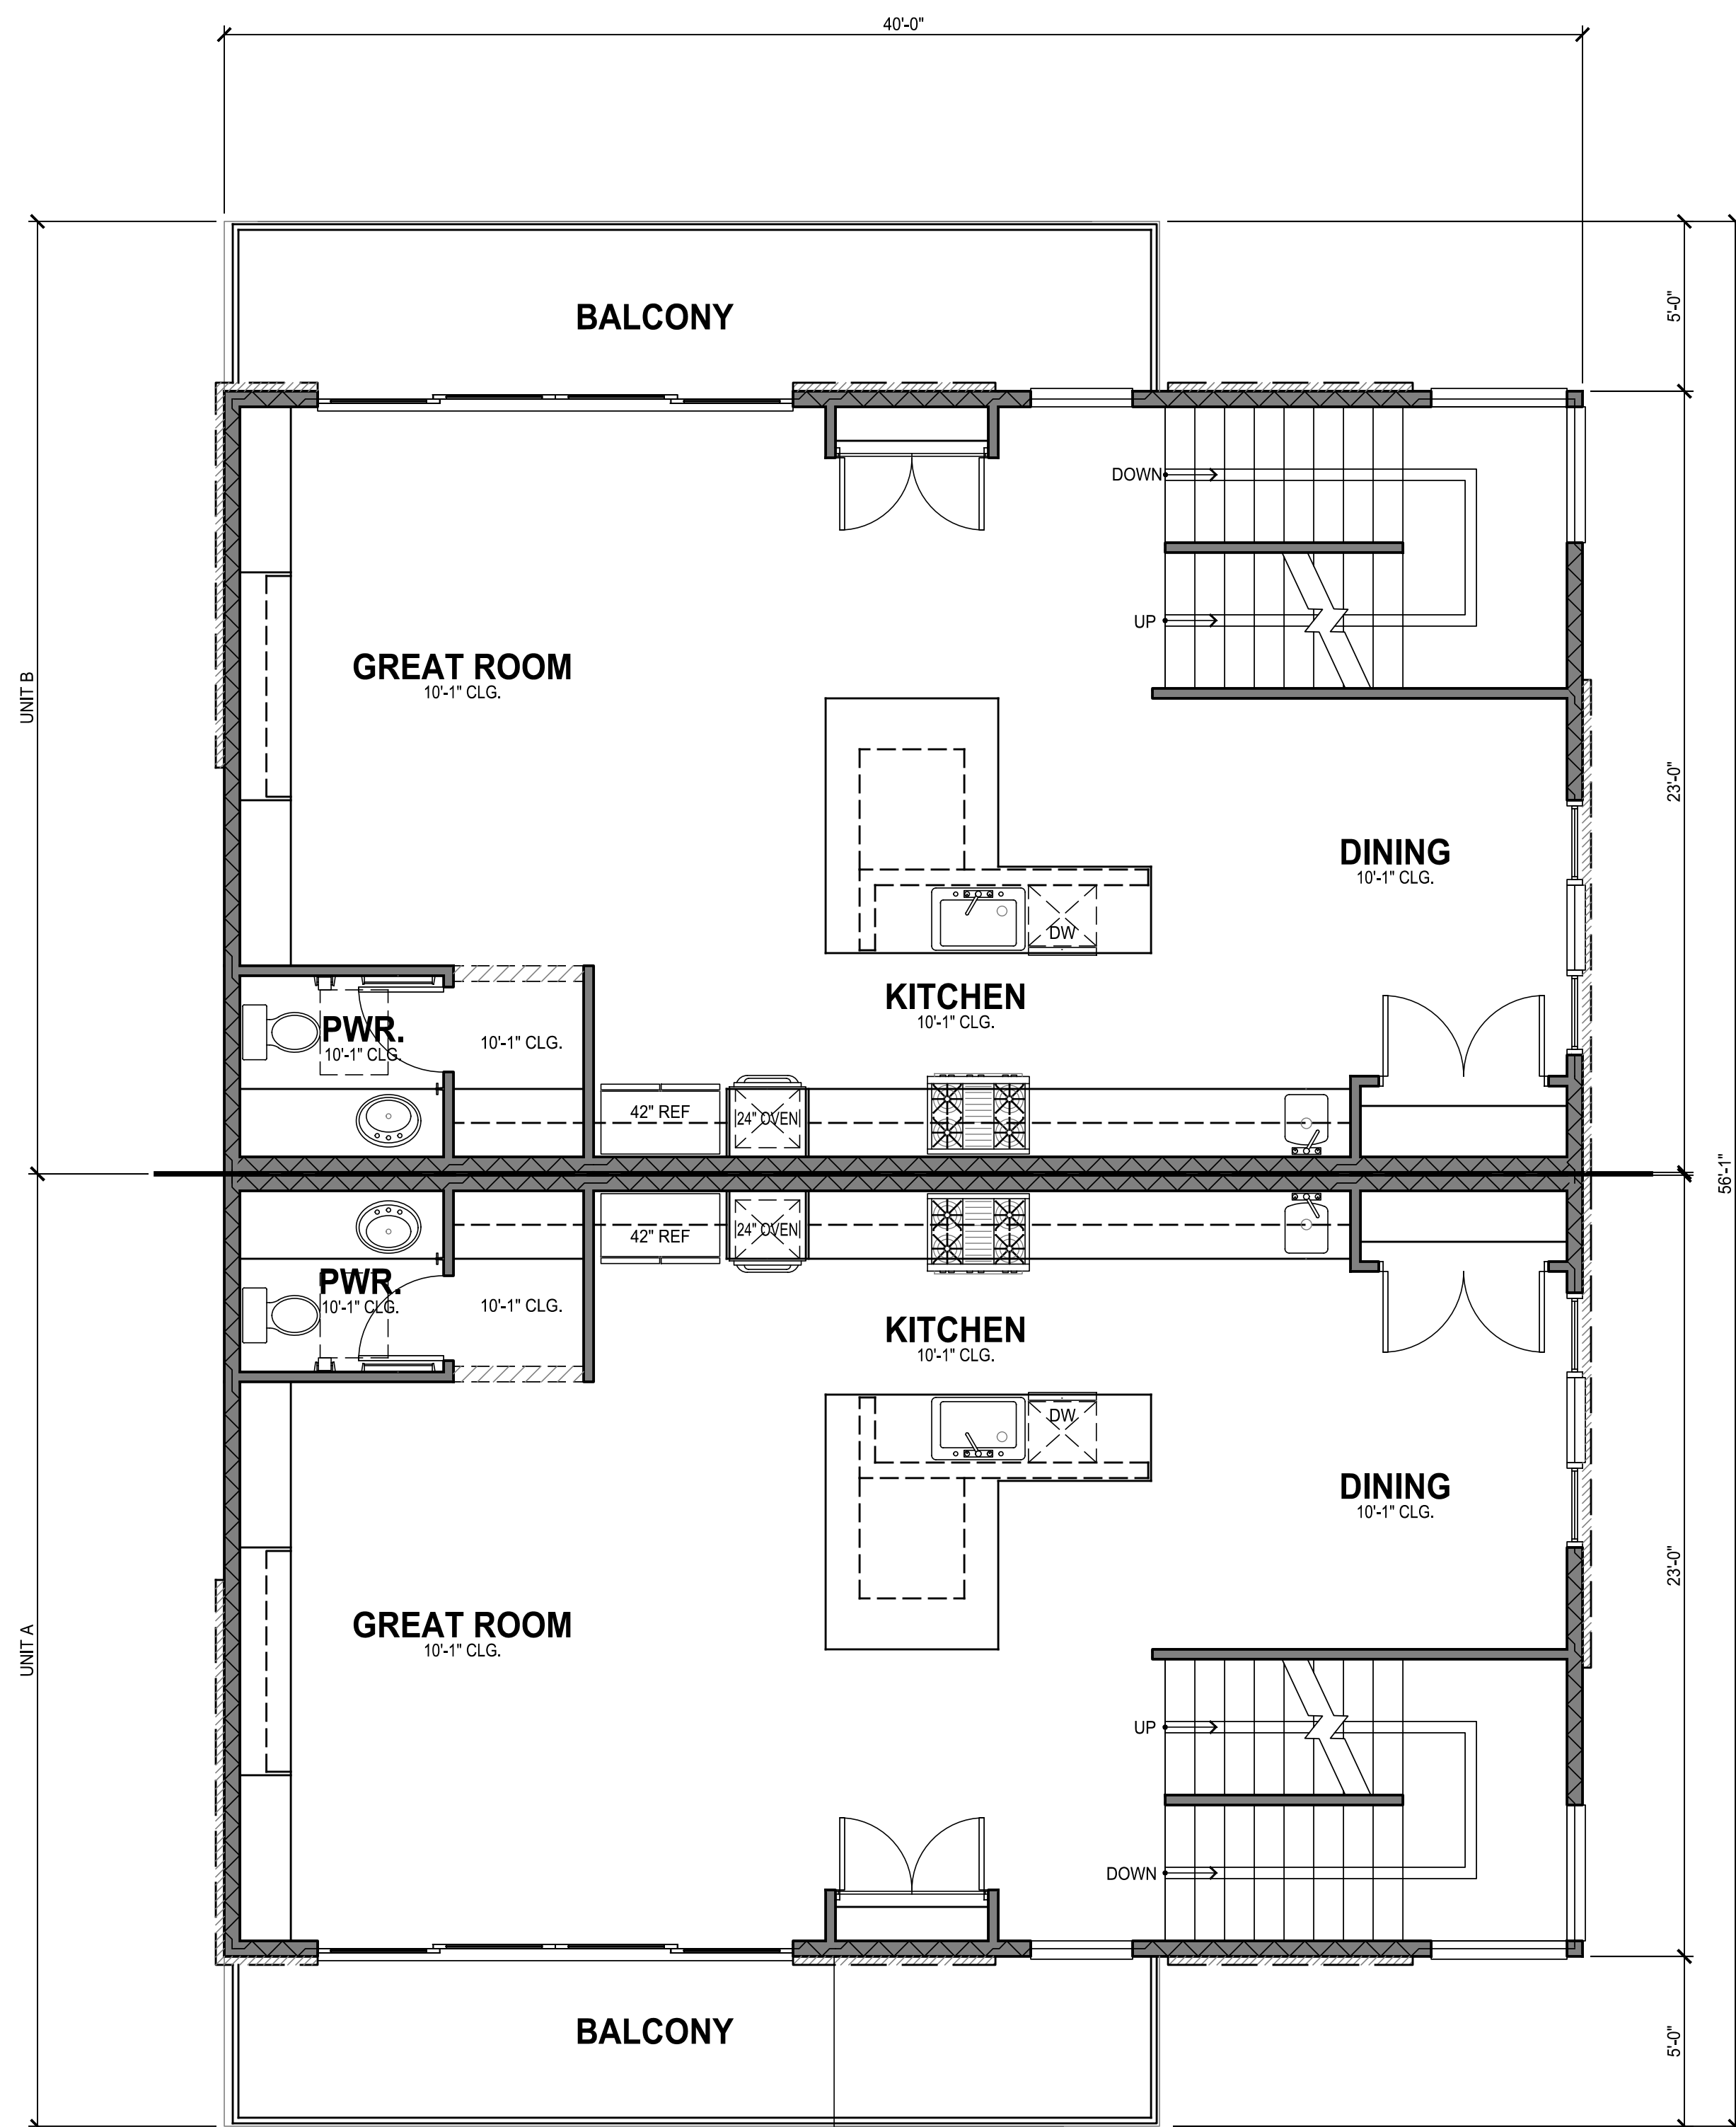 40'-0"
BALCONY
5'-0"
DOWN
UP
GREAT ROOM
10'-1" CLG.
UNIT B
23'-0"
DINING
10'-1" CLG.
DW
KITCHEN
10'-1" CLG.
PWR.
10'-1" CLG.
10'-1" CLG.
42" REF
24" OVEN
56'-1"
42" REF
24" OVEN
PWR.
10'-1" CLG.
10'-1" CLG.
KITCHEN
10'-1" CLG.
DW
DINING
10'-1" CLG.
23'-0"
GREAT ROOM
10'-1" CLG.
UNIT A
UP
DOWN
BALCONY
5'-0"